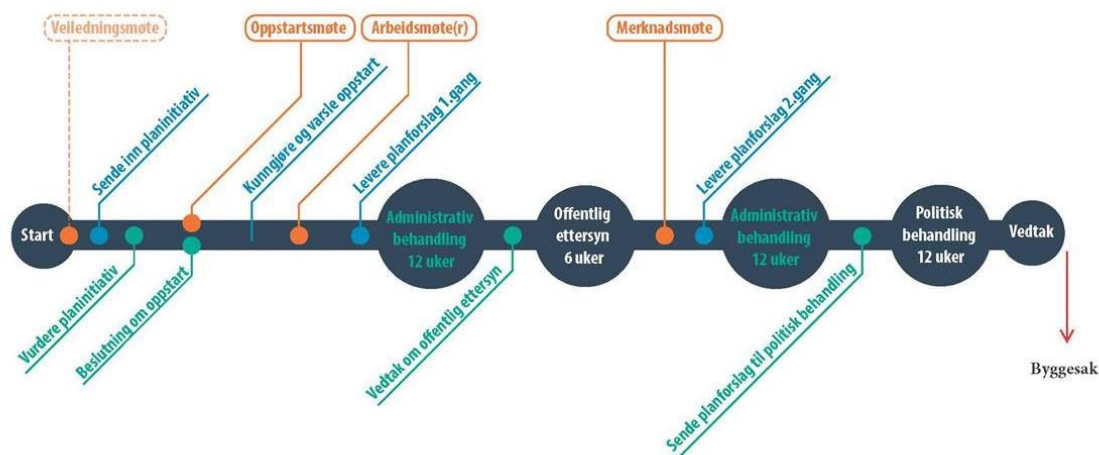 Veiledningsmøte
Oppstartsmøte
Arbeidsmøte(r)
Merknadsmøte
Sende inn planinitiativ
Kunngjøre og varsle oppstart
Levere planforslag 1.gang
Levere planforslag 2.gang
Start
Administrativ
behandling
12 uker
Offentlig
ettersyn
6 uker
Administrativ
behandling
12 uker
Politisk
behandling
12 uker
Vedtak
Vurdere planinitiativ
Beslutning om oppstart
Vedtak om offentlig ettersyn
Sende planforslag til politisk behandling
Byggesak